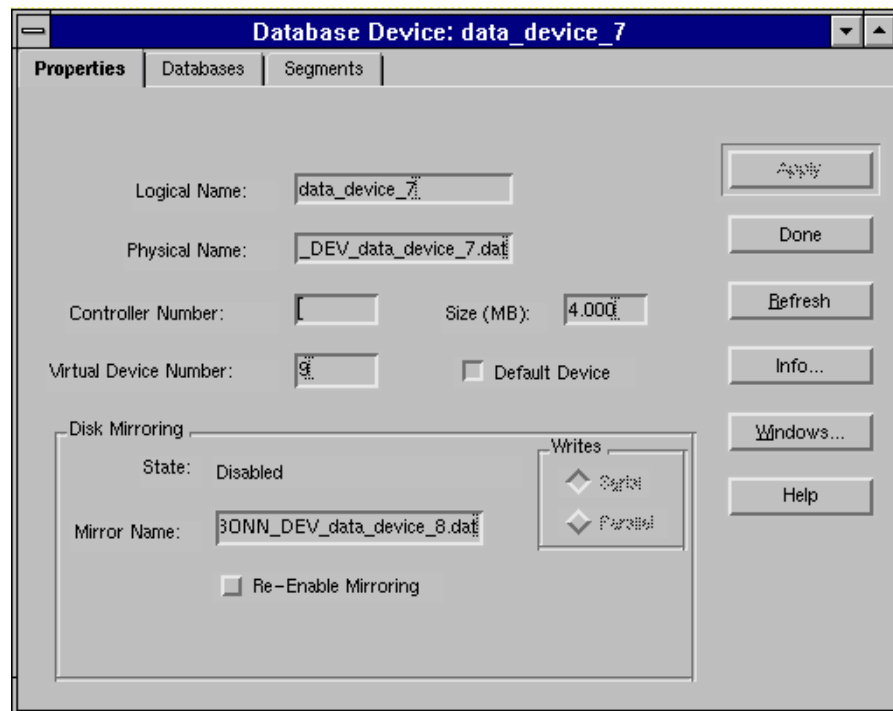 Database Device: data_device_7
Properties Databases Segments
Apply
Logical Name: data_device_7
Done
Physical Name: _DEV_data_device_7.dat
Refresh
Controller Number: [ Size (MB): 4.000
Info...
Virtual Device Number: 9 Default Device
Disk Mirroring
Windows...
Writes
State: Disabled
Serial
Help
Mirror Name: BONN_DEV_data_device_8.dat
Parallel
Re-Enable Mirroring